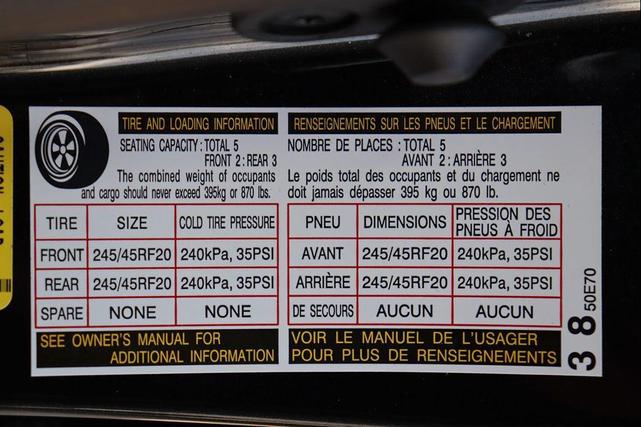 TIRE AND LOADING INFORMATION
SEATING CAPACITY : TOTAL 5
FRONT 2 : REAR 3
The combined weight of occupants
and cargo should never exceed 395kg or 870 lbs.
TIRE SIZE COLD TIRE PRESSURE
FRONT 245/45RF20 240kPa, 35PSI
REAR 245/45RF20 240kPa, 35PSI
SPARE NONE NONE
SEE OWNER'S MANUAL FOR
ADDITIONAL INFORMATION
RENSEIGNEMENTS SUR LES PNEUS ET LE CHARGEMENT
NOMBRE DE PLACES : TOTAL 5
AVANT 2 : ARRIÈRE 3
Le poids total des occupants et du chargement ne
doit jamais dépasser 395 kg ou 870 lb.
PNEU DIMENSIONS PRESSION DES
PNEUS À FROID
AVANT 245/45RF20 240kPa, 35PSI
ARRIÈRE 245/45RF20 240kPa, 35PSI
DE SECOURS AUCUN AUCUN
VOIR LE MANUEL DE L'USAGER
POUR PLUS DE RENSEIGNEMENTS
3 8 50E70